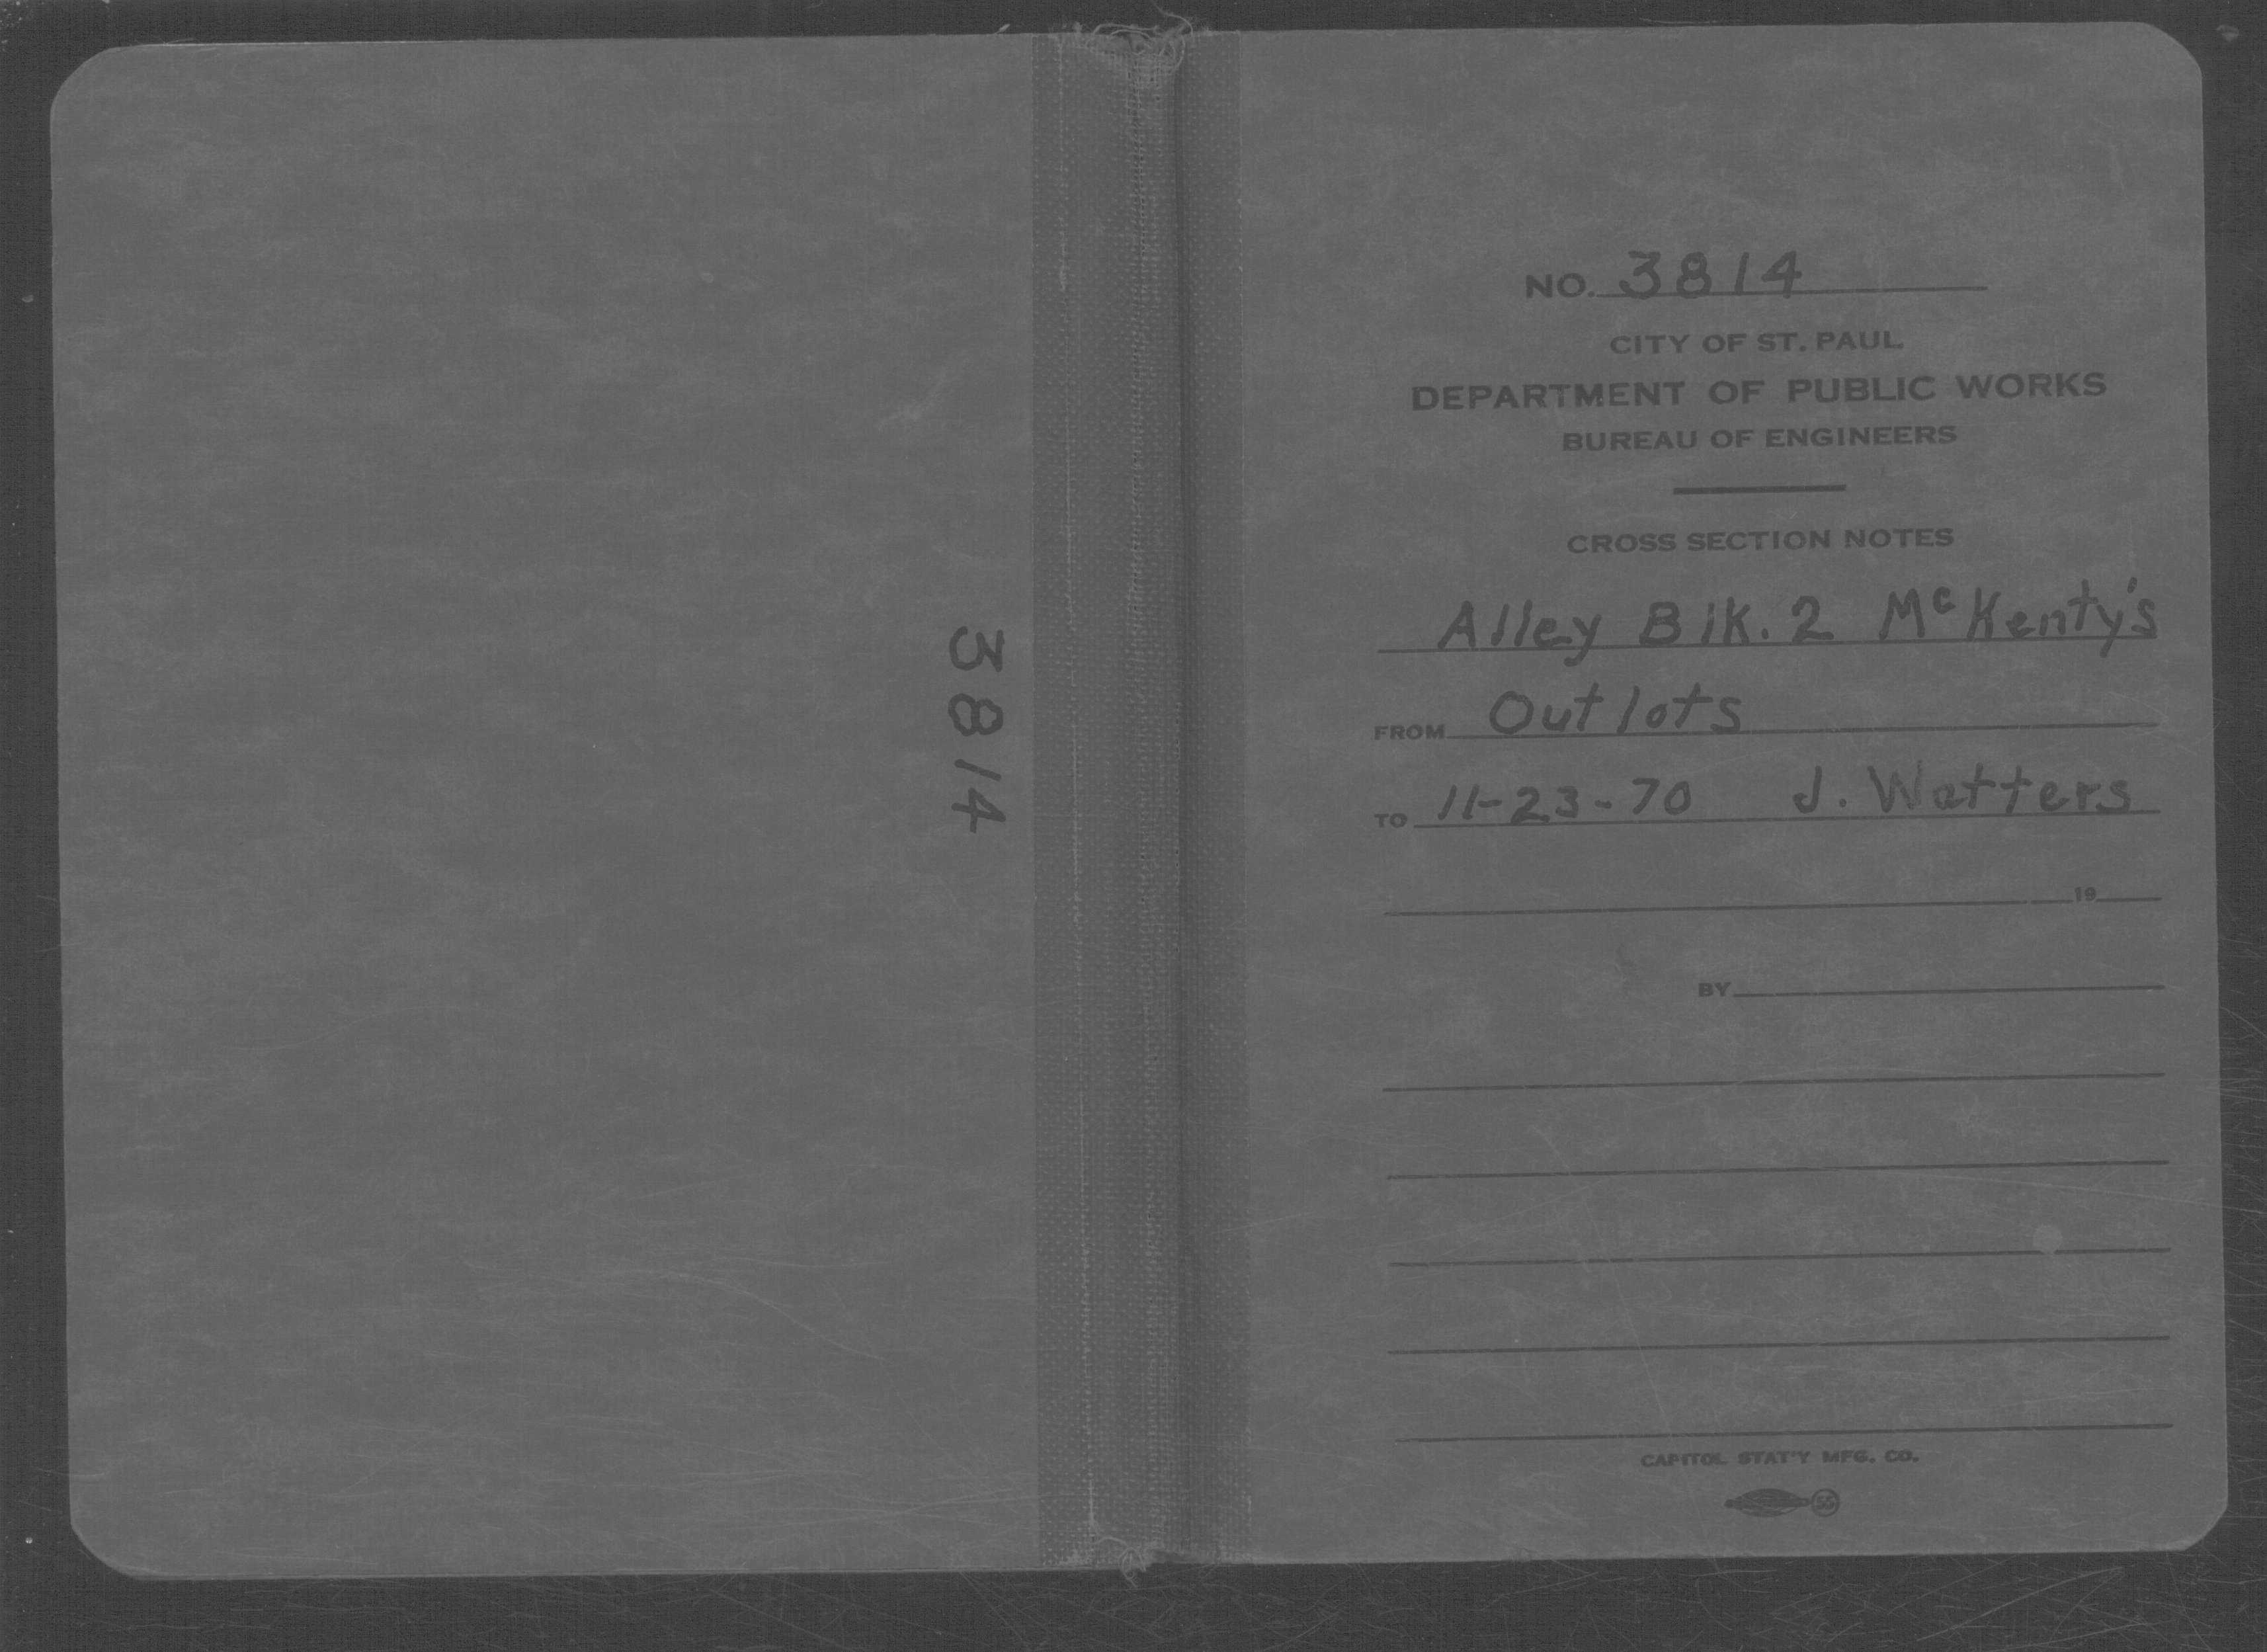 3814
NO. 3814
CITY OF ST. PAUL
DEPARTMENT OF PUBLIC WORKS
BUREAU OF ENGINEERS
CROSS SECTION NOTES
Alley Blk. 2 McKenty's
FROM Outlots
TO 11-23-70 J. Watters
19
BY
CAPITOL STAT'Y MFG. CO.
55